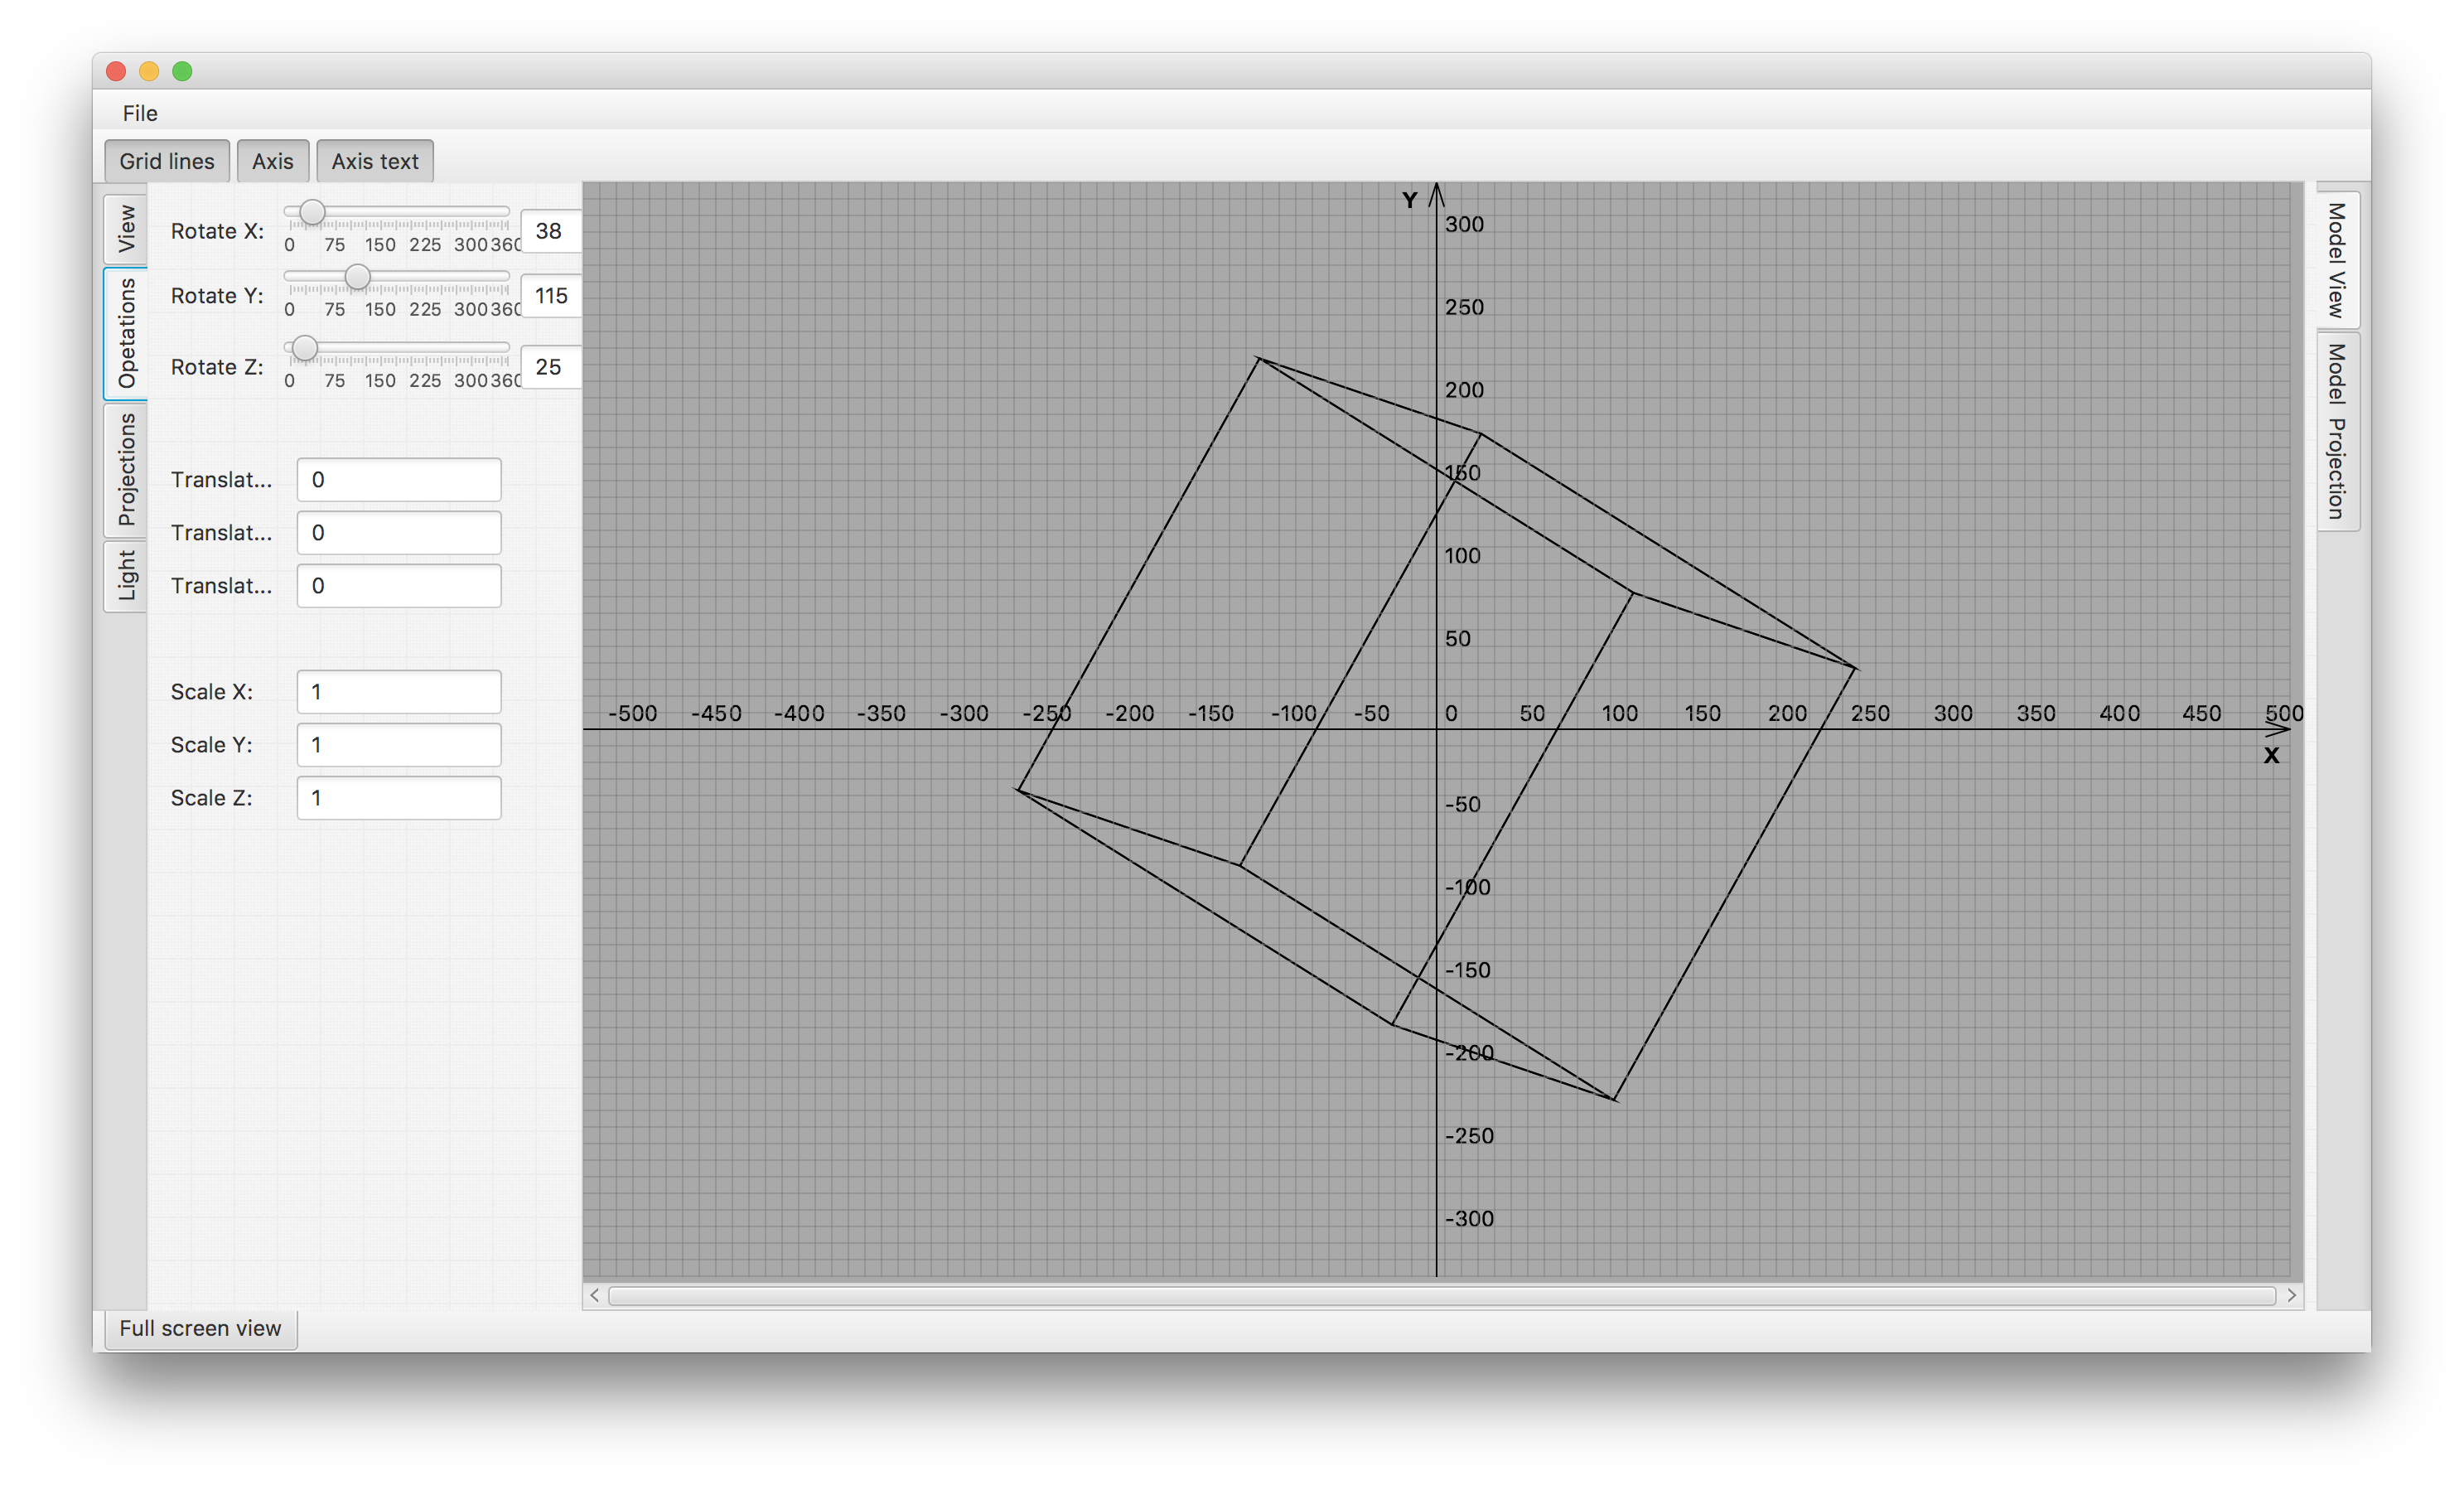 File
Grid lines Axis Axis text
View
Opetations
Projections
Light
Rotate X:
0 75 150 225 300 360
38
Rotate Y:
0 75 150 225 300 360
115
Rotate Z:
0 75 150 225 300 360
25
Translat... 0
Translat... 0
Translat... 0
Scale X: 1
Scale Y: 1
Scale Z: 1
Y
300
250
200
150
100
50
-500 -450 -400 -350 -300 -250 -200 -150 -100 -50 0 50 100 150 200 250 300 350 400 450 500
X
-50
-100
-150
-200
-250
-300
Model View
Model Projection
Full screen view